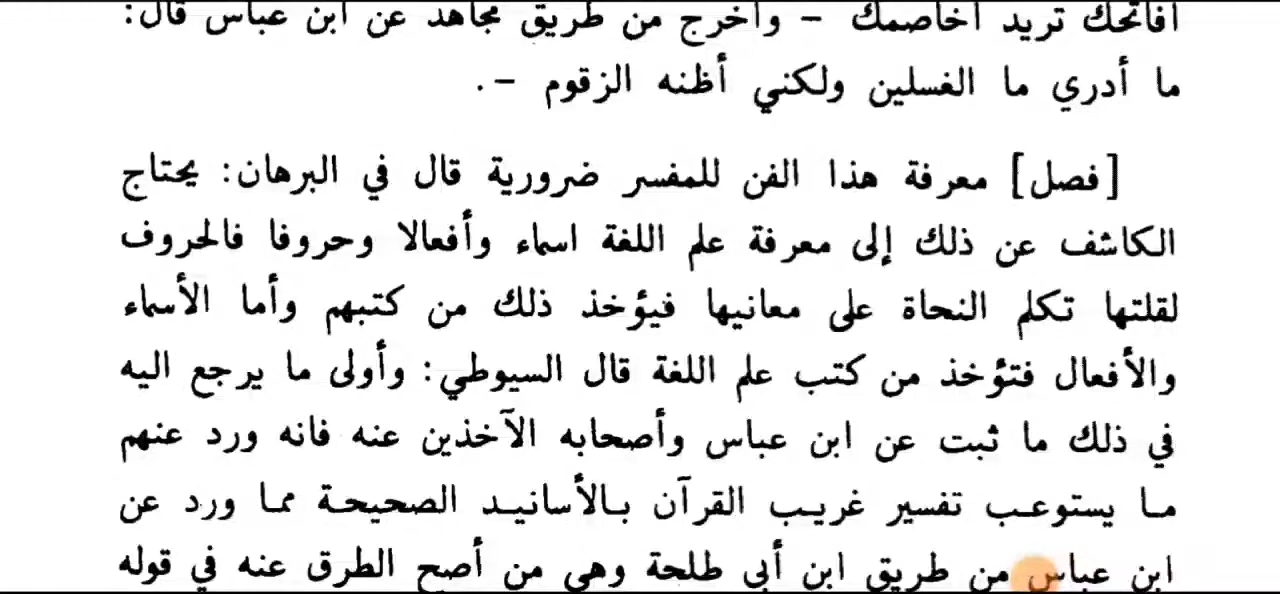 أفاتحك تريد أخاصمك – وأخرج من طريق مجاهد عن ابن عباس قال:
ما أدري ما الغسلين ولكني أظنه الزقوم –.
[فصل] معرفة هذا الفن للمفسر ضرورية قال في البرهان: يحتاج
الكاشف عن ذلك إلى معرفة علم اللغة اسماء وأفعالا وحروفا فالحروف
لقلتها تكلم النحاة على معانيها فيؤخذ ذلك من كتبهم وأما الأسماء
والأفعال فتؤخذ من كتب علم اللغة قال السيوطي: وأولى ما يرجع اليه
في ذلك ما ثبت عن ابن عباس وأصحابه الآخذين عنه فانه ورد عنهم
ما يستوعب تفسير غريب القرآن بالأسانيد الصحيحة مما ورد عن
ابن عباس من طريق ابن أبي طلحة وهي من أصح الطرق عنه في قوله